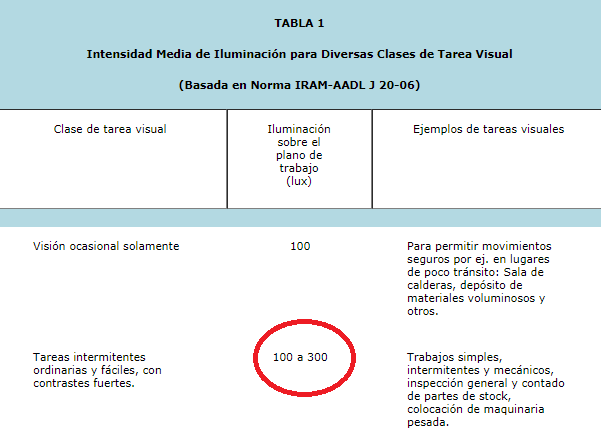 TABLA 1
Intensidad Media de Iluminación para Diversas Clases de Tarea Visual
(Basada en Norma IRAM-AADL J 20-06)
Clase de tarea visual
Iluminación
sobre el
plano de
trabajo
(lux)
Ejemplos de tareas visuales
Visión ocasional solamente
100
Para permitir movimientos
seguros por ej. en lugares
de poco tránsito: Sala de
calderas, depósito de
materiales voluminosos y
otros.
Tareas intermitentes
ordinarias y fáciles, con
contrastes fuertes.
100 a 300
Trabajos simples,
intermitentes y mecánicos,
inspección general y contado
de partes de stock,
colocación de maquinaria
pesada.